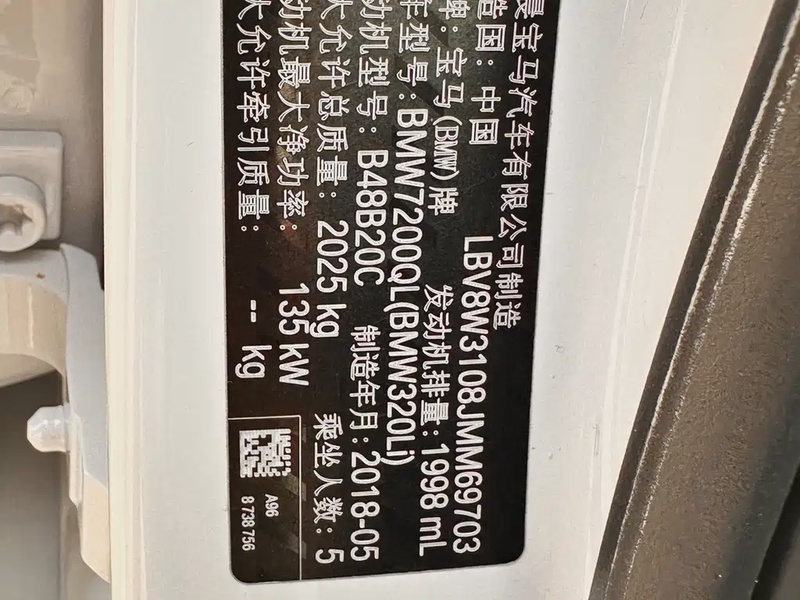 晨宝马汽车有限公司制造
造国: 中国 LBV8W3108JMM69703
牌: 宝马(BMW)牌 发动机排量: 1998 mL
车型号: BMW7200QL(BMW320Li)
动机型号: B48B20C 制造年月: 2018-05
大允许总质量: 2025 kg 乘坐人数: 5
动机最大净功率: 135 kW
大允许牵引质量: -- kg
A96
8 738 756